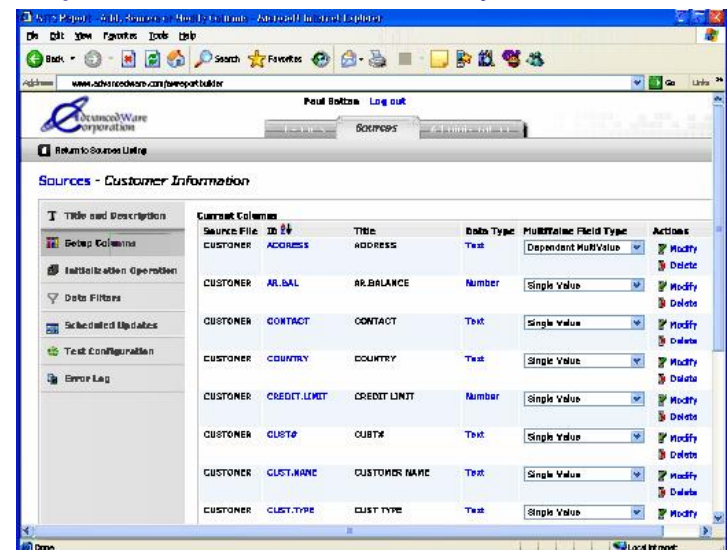 File Edit View Favorites Tools Help
Back Search Favorites
Address www.advancedware.com/awreportbuilder Go Links
Paul Botton Log out
AdvancedWare Corporation
Sources
Return to Sources Listing
Sources - Customer Information
Title and Description
Setup Columns
Initialization Operation
Data Filters
Scheduled Updates
Test Configuration
Error Log
Current Columns
Source File ID Title Data Type MultiValue Field Type Actions
CUSTOMER ADDRESS ADDRESS Text Dependant MultiValue Modify
Delete
CUSTOMER AR.BAL AR.BALANCE Number Single Value Modify
Delete
CUSTOMER CONTACT CONTACT Text Single Value Modify
Delete
CUSTOMER COUNTRY COUNTRY Text Single Value Modify
Delete
CUSTOMER CREDIT.LIMIT CREDIT LIMIT Number Single Value Modify
Delete
CUSTOMER CUST# CUST# Text Single Value Modify
Delete
CUSTOMER CUST.NAME CUSTOMER NAME Text Single Value Modify
Delete
CUSTOMER CUST.TYPE CUST TYPE Text Single Value Modify
Done Local intranet